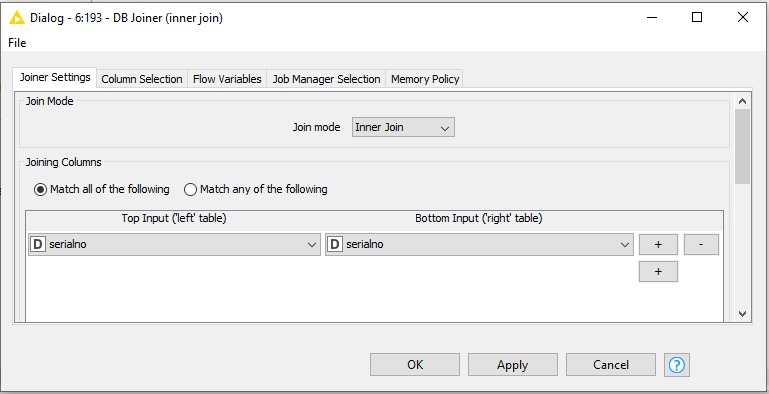 Dialog - 6:193 - DB Joiner (inner join)
File
Joiner Settings Column Selection Flow Variables Job Manager Selection Memory Policy
Join Mode
Join mode Inner Join
Joining Columns
Match all of the following Match any of the following
Top Input ('left' table) Bottom Input ('right' table)
D serialno D serialno + -
+
OK Apply Cancel ?